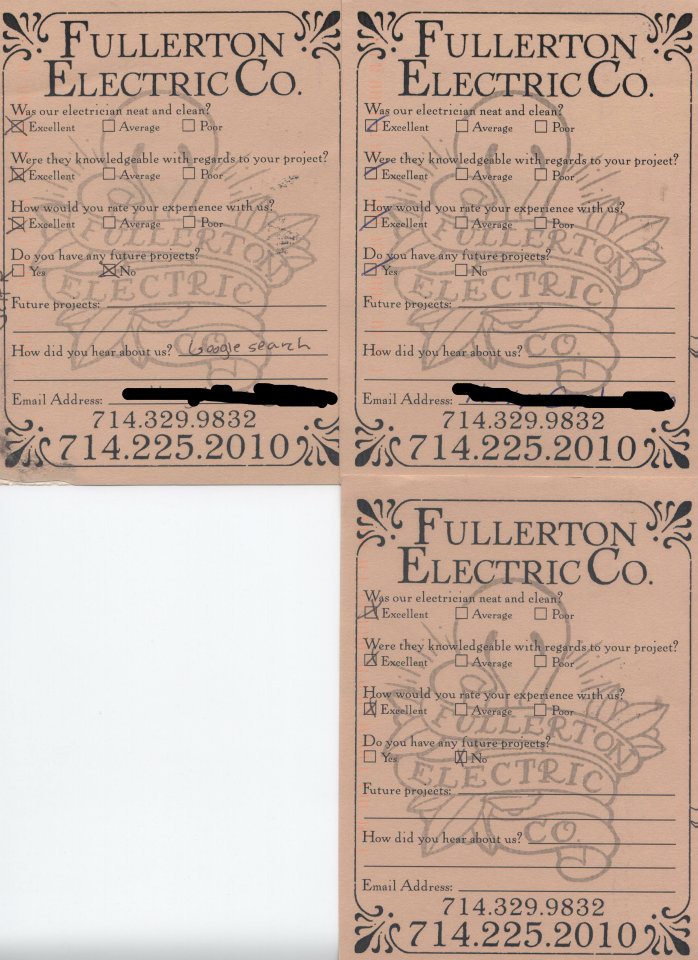 FULLERTON
ELECTRIC CO.
Was our electrician neat and clean?
Excellent Average Poor
Were they knowledgeable with regards to your project?
Excellent Average Poor
How would you rate your experience with us?
Excellent Average Poor
Do you have any future projects?
Yes No
Future projects:
How did you hear about us? Google search
Email Address:
714.329.9832
714.225.2010
FULLERTON
ELECTRIC
CO.
FULLERTON
ELECTRIC CO.
Was our electrician neat and clean?
Excellent Average Poor
Were they knowledgeable with regards to your project?
Excellent Average Poor
How would you rate your experience with us?
Excellent Average Poor
Do you have any future projects?
Yes No
Future projects:
How did you hear about us?
Email Address:
714.329.9832
714.225.2010
FULLERTON
ELECTRIC
CO.
FULLERTON
ELECTRIC CO.
Was our electrician neat and clean?
Excellent Average Poor
Were they knowledgeable with regards to your project?
Excellent Average Poor
How would you rate your experience with us?
Excellent Average Poor
Do you have any future projects?
Yes No
Future projects:
How did you hear about us?
Email Address:
714.329.9832
714.225.2010
FULLERTON
ELECTRIC
CO.